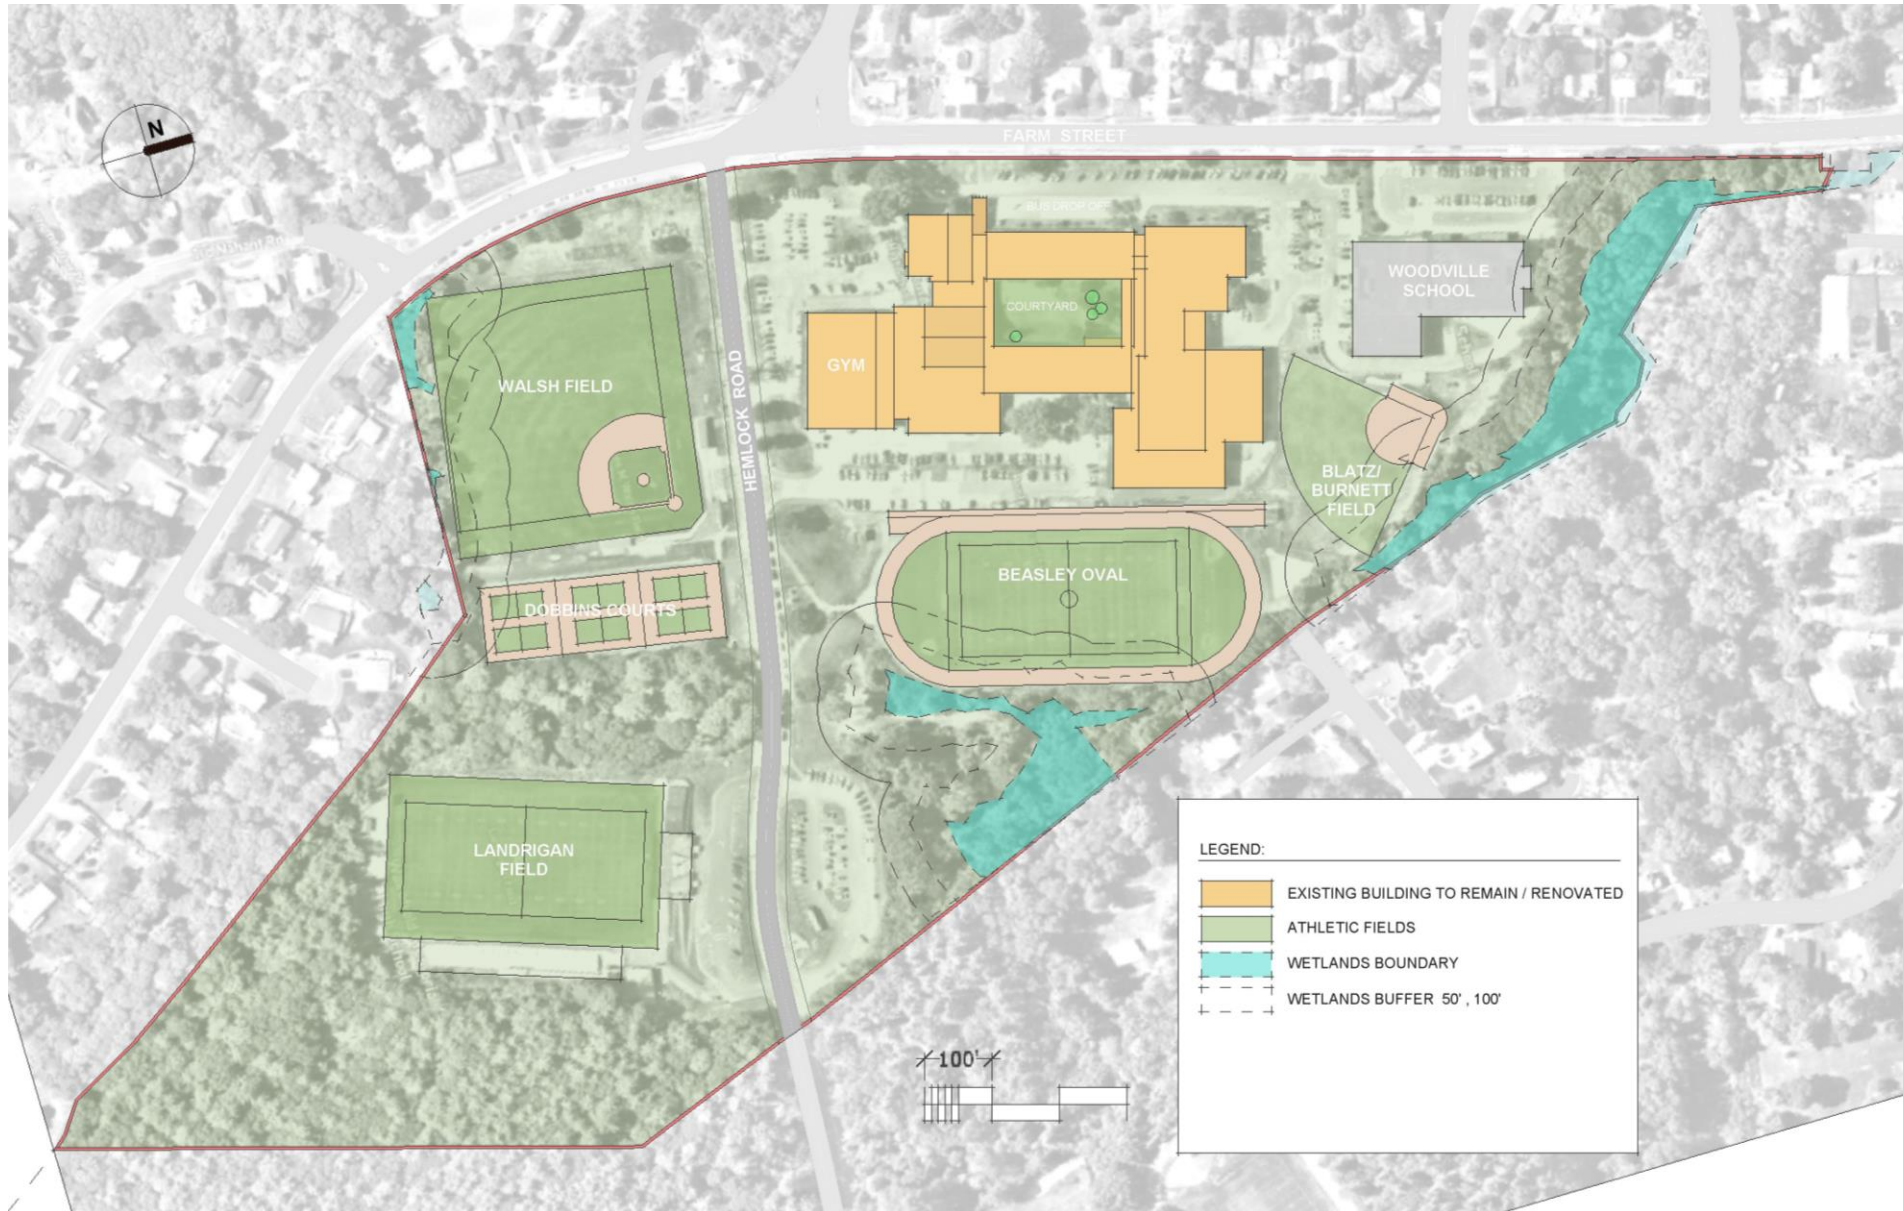 N
FARM STREET
BUS DROP OFF
WOODVILLE
SCHOOL
COURTYARD
GYM
WALSH FIELD
HEMLOCK ROAD
BLATZ/
BURNETT
FIELD
BEASLEY OVAL
DOBBINS COURTS
LANDRIGAN
FIELD
LEGEND:
EXISTING BUILDING TO REMAIN / RENOVATED
ATHLETIC FIELDS
WETLANDS BOUNDARY
WETLANDS BUFFER 50' , 100'
100'